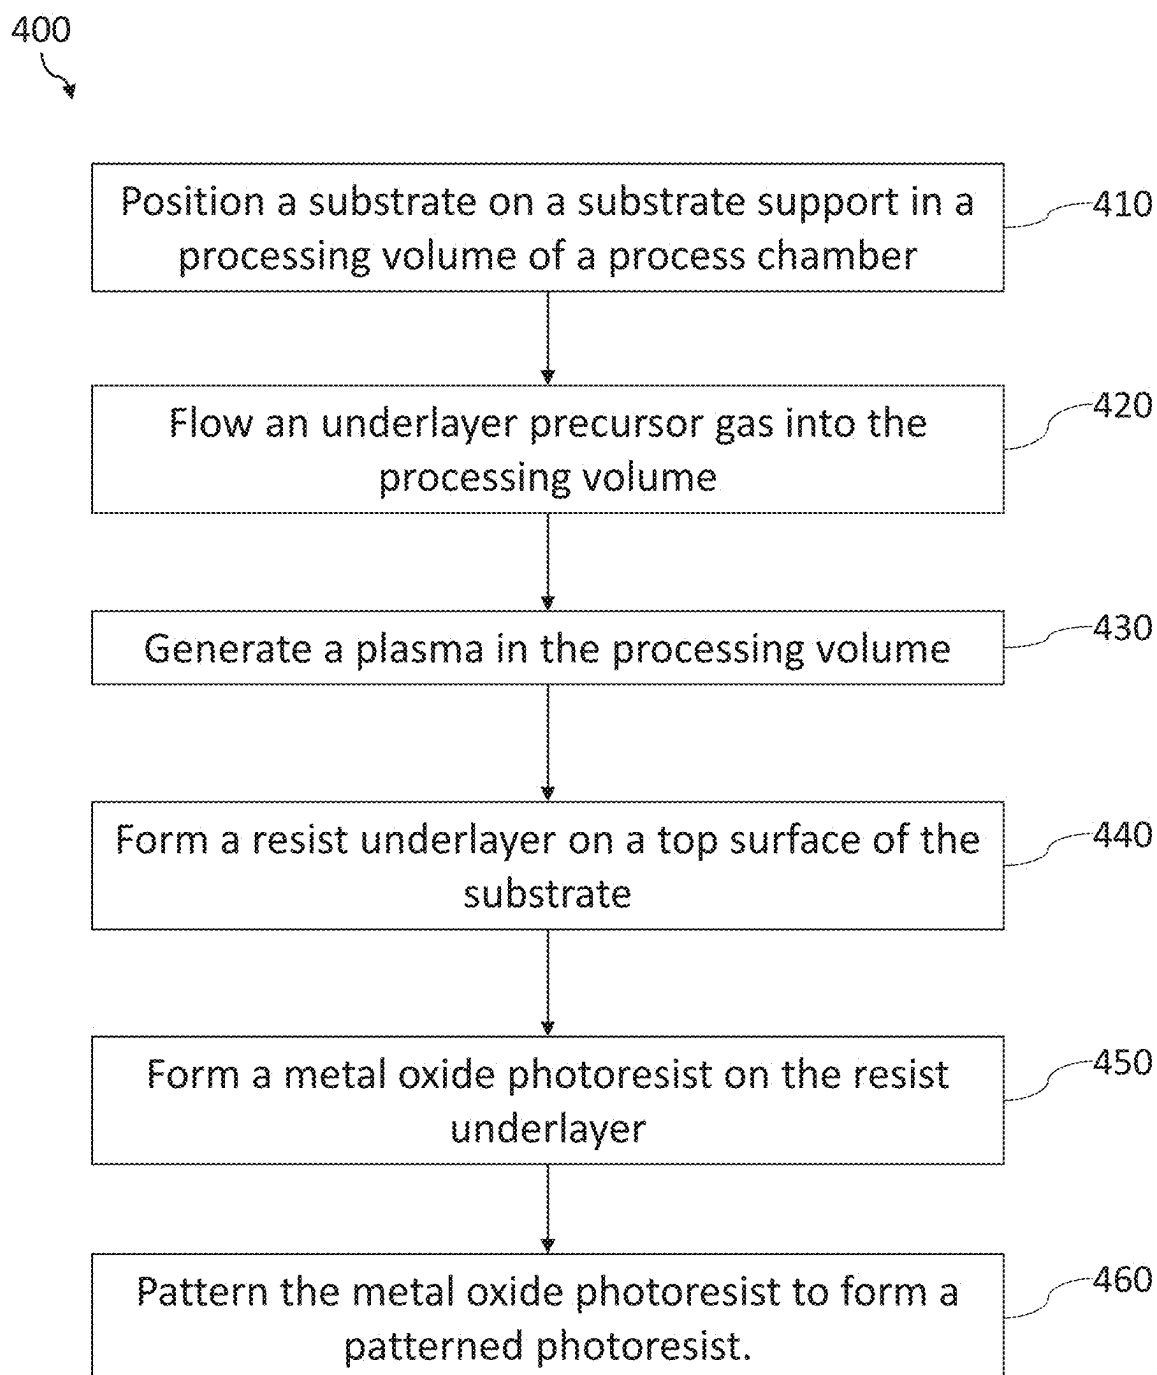 400
Position a substrate on a substrate support in a
processing volume of a process chamber
410
Flow an underlayer precursor gas into the
processing volume
420
Generate a plasma in the processing volume
430
Form a resist underlayer on a top surface of the
substrate
440
Form a metal oxide photoresist on the resist
underlayer
450
Pattern the metal oxide photoresist to form a
patterned photoresist.
460